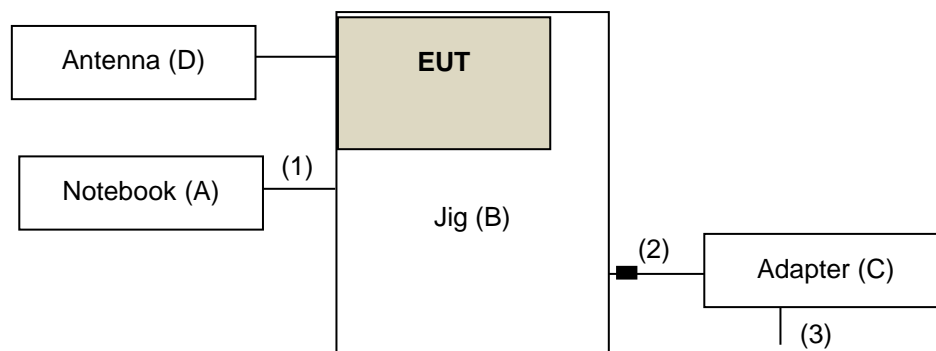 Antenna (D)
EUT
Notebook (A)
(1)
Jig (B)
(2)
Adapter (C)
(3)